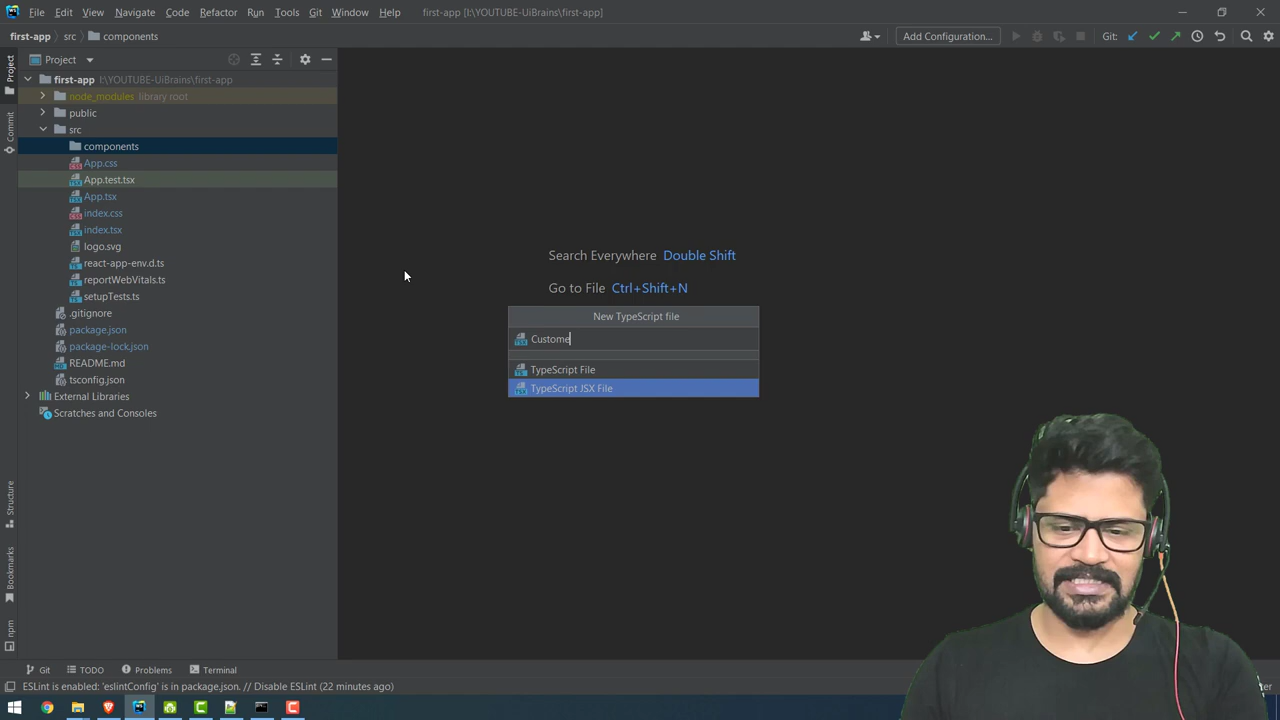 File Edit View Navigate Code Refactor Run Tools Git Window Help first-app [I:\YOUTUBE-UiBrains\first-app]
first-app src components Add Configuration... Git:
Project
Project
first-app I:\YOUTUBE-UiBrains\first-app
node_modules library root
public
src
components
App.css
App.test.tsx
App.tsx
index.css
index.tsx
logo.svg
react-app-env.d.ts
reportWebVitals.ts
setupTests.ts
.gitignore
package.json
package-lock.json
README.md
tsconfig.json
External Libraries
Scratches and Consoles
Commit
Structure
Bookmarks
npm
Search Everywhere Double Shift
Go to File Ctrl+Shift+N
New TypeScript file
Custome
TypeScript File
TypeScript JSX File
Git TODO Problems Terminal
ESLint is enabled: 'eslintConfig' is in package.json. // Disable ESLint (22 minutes ago)